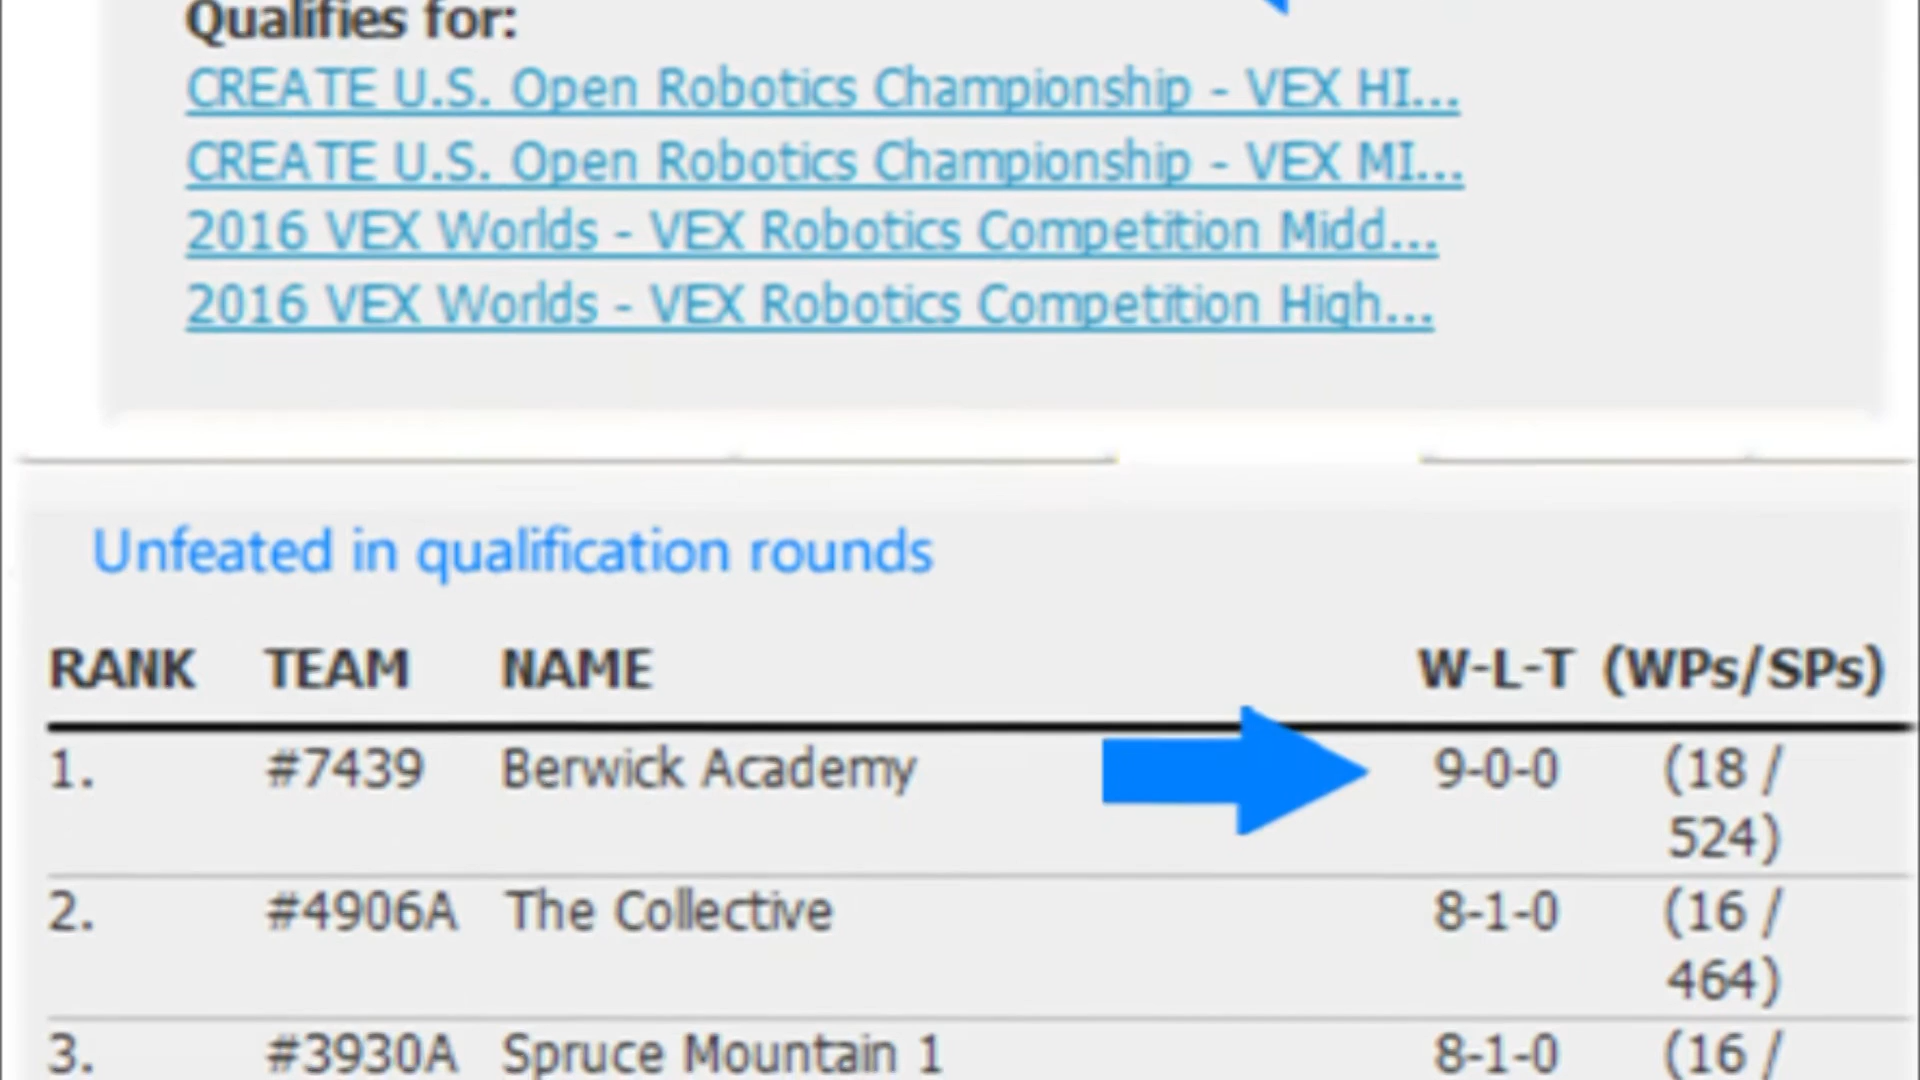 Qualifies for:
CREATE U.S. Open Robotics Championship - VEX HI...
CREATE U.S. Open Robotics Championship - VEX MI...
2016 VEX Worlds - VEX Robotics Competition Midd...
2016 VEX Worlds - VEX Robotics Competition High...
Unfeated in qualification rounds
RANK TEAM NAME W-L-T (WPs/SPs)
1. #7439 Berwick Academy 9-0-0 (18 /
524)
2. #4906A The Collective 8-1-0 (16 /
464)
3. #3930A Spruce Mountain 1 8-1-0 (16 /